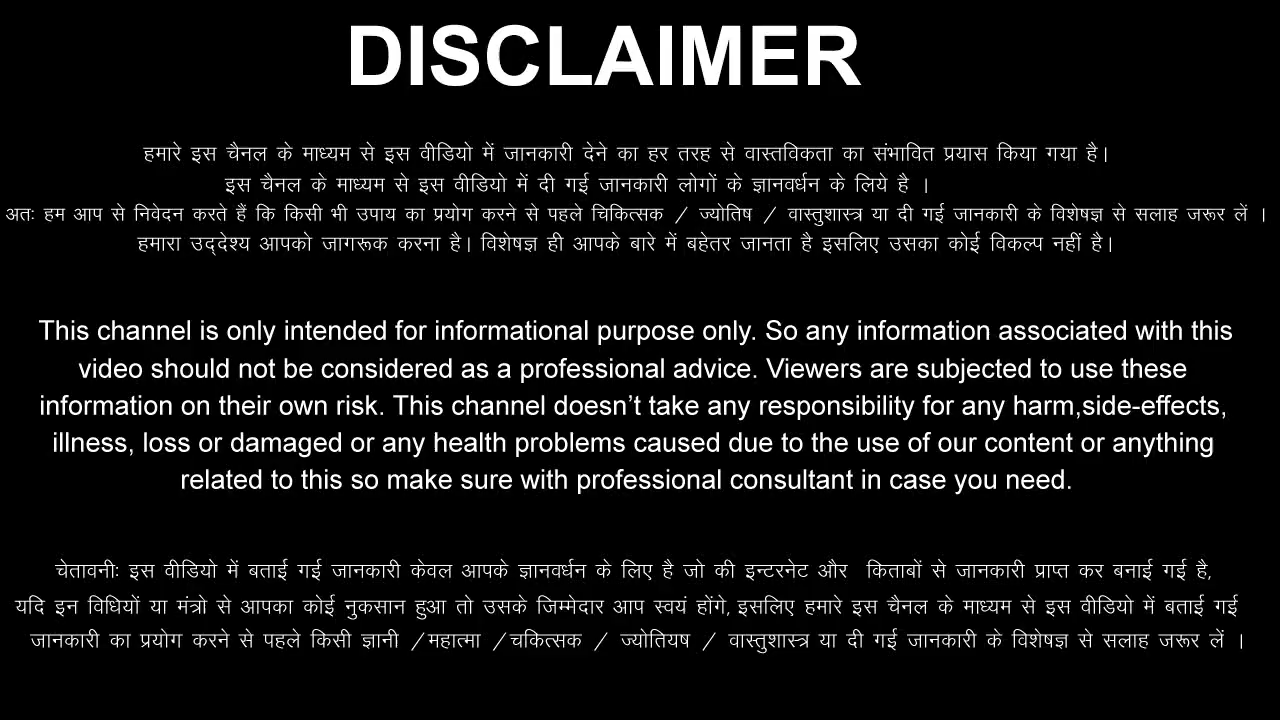 DISCLAIMER
हमारे इस चैनल के माध्यम से इस वीडियो में जानकारी देने का हर तरह से वास्तविकता का संभावित प्रयास किया गया है।
इस चैनल के माध्यम से इस वीडियो में दी गई जानकारी लोगों के ज्ञानवर्धन के लिये है ।
अतः हम आप से निवेदन करते हैं कि किसी भी उपाय का प्रयोग करने से पहले चिकित्सक / ज्योतिष / वास्तुशास्त्र या दी गई जानकारी के विशेषज्ञ से सलाह जरूर लें ।
हमारा उद्देश्य आपको जागरूक करना है। विशेषज्ञ ही आपके बारे में बहेतर जानता है इसलिए उसका कोई विकल्प नहीं है।
This channel is only intended for informational purpose only. So any information associated with this
video should not be considered as a professional advice. Viewers are subjected to use these
information on their own risk. This channel doesn’t take any responsibility for any harm,side-effects,
illness, loss or damaged or any health problems caused due to the use of our content or anything
related to this so make sure with professional consultant in case you need.
चेतावनीः इस वीडियो में बताई गई जानकारी केवल आपके ज्ञानवर्धन के लिए है जो की इन्टरनेट और किताबों से जानकारी प्राप्त कर बनाई गई है,
यदि इन विधियों या मंत्रो से आपका कोई नुकसान हुआ तो उसके जिम्मेदार आप स्वयं होंगे, इसलिए हमारे इस चैनल के माध्यम से इस वीडियो में बताई गई
जानकारी का प्रयोग करने से पहले किसी ज्ञानी /महात्मा /चकित्सक / ज्योतियष / वास्तुशास्त्र या दी गई जानकारी के विशेषज्ञ से सलाह जरूर लें ।